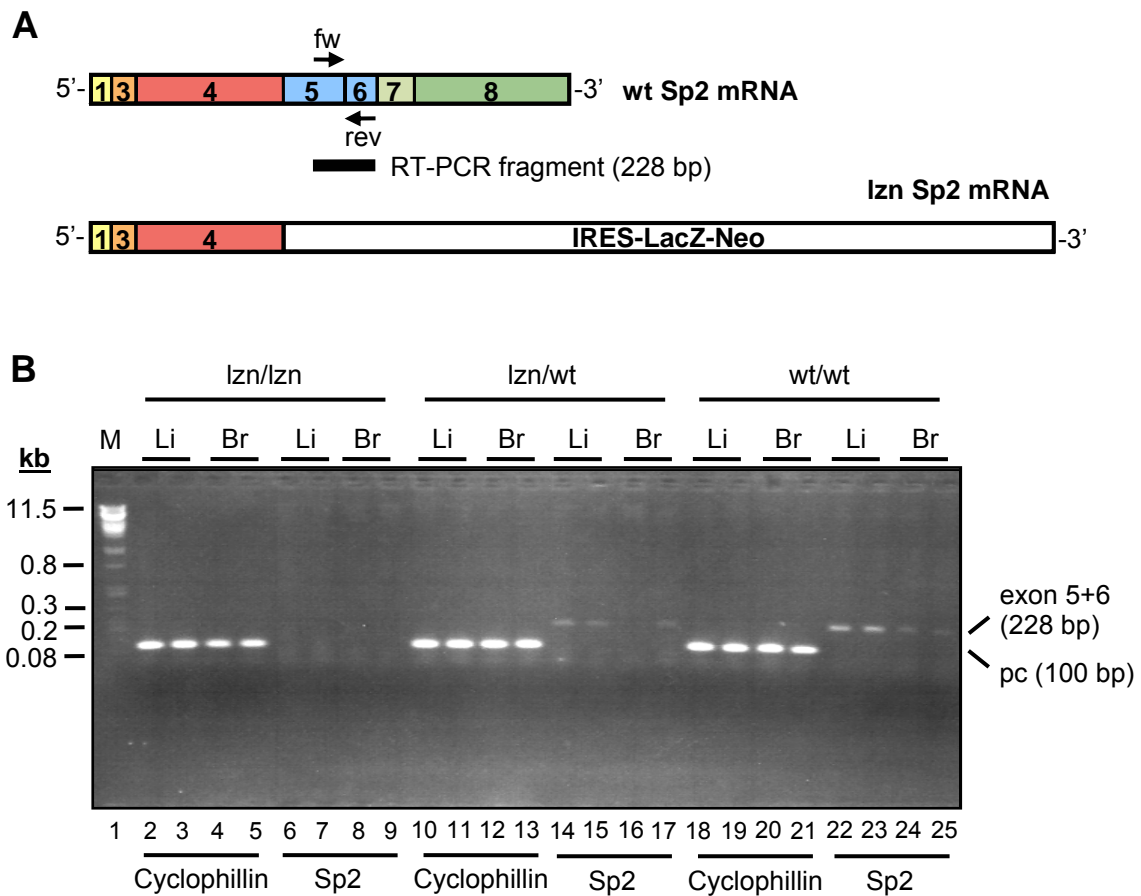 A
fw
5'- 1 3 4 5 6 7 8 -3' wt Sp2 mRNA
rev
RT-PCR fragment (228 bp)
lzn Sp2 mRNA
5'- 1 3 4 IRES-LacZ-Neo -3'
B
lzn/lzn lzn/wt wt/wt
M Li Br Li Br Li Br Li Br Li Br Li Br
kb
11.5
0.8
0.3
0.2
0.08
exon 5+6
(228 bp)
pc (100 bp)
1 2 3 4 5 6 7 8 9 10 11 12 13 14 15 16 17 18 19 20 21 22 23 24 25
Cyclophillin Sp2 Cyclophillin Sp2 Cyclophillin Sp2